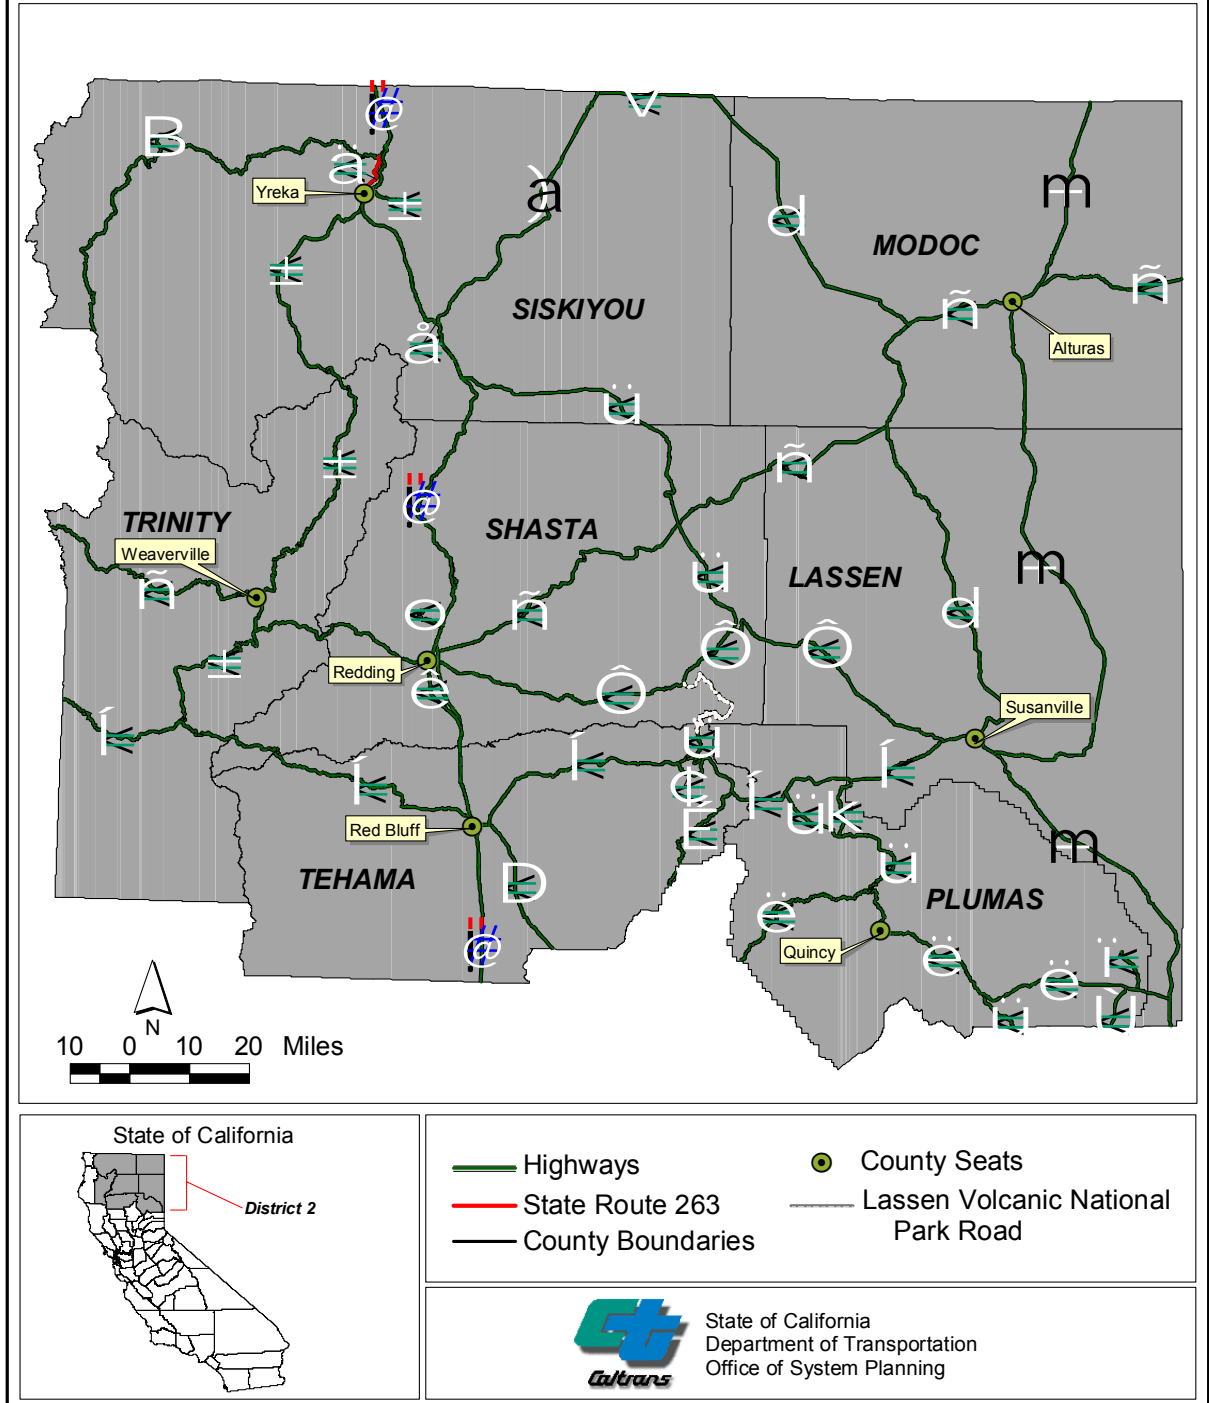 @
v
B
ä
Yreka
±
)
a
m
d
MODOC
±
ñ
ñ
SISKIYOU
Alturas
å
ü
±
ñ
@
TRINITY
SHASTA
Weaverville
ü
LASSEN
m
ñ
o
ñ
d
Ô
Ô
±
Redding
ê
Ô
Susanville
Í
ü
Í
Í
Í
¢
Í
ü
k
Red Bluff
É
m
ü
TEHAMA
D
PLUMAS
ë
@
Quincy
ë
ï
ë
ü
Ù
N
10 0 10 20 Miles
State of California
District 2
Highways
State Route 263
County Boundaries
County Seats
Lassen Volcanic National
Park Road
Caltrans
State of California
Department of Transportation
Office of System Planning